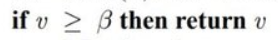 if v ≥ β then return v